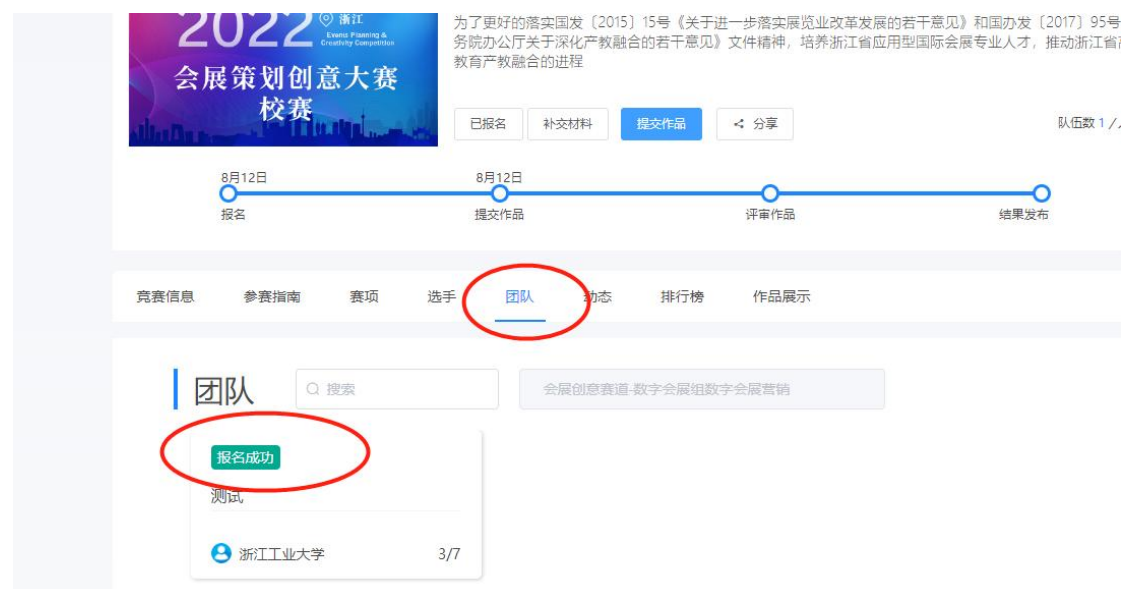 2022 浙江
Events Planning &
Creativity Competition
会展策划创意大赛
校赛
为了更好的落实国发〔2015〕15号《关于进一步落实展览业改革发展的若干意见》和国办发〔2017〕95号
务院办公厅关于深化产教融合的若干意见》文件精神，培养浙江省应用型国际会展专业人才，推动浙江省
教育产教融合的进程
已报名 补交材料 提交作品 分享 队伍数 1 /
8月12日 8月12日
报名 提交作品 评审作品 结果发布
竞赛信息 参赛指南 赛项 选手 团队 动态 排行榜 作品展示
团队 搜索 会展创意赛道-数字会展组数字会展营销
报名成功
测试
浙江工业大学 3/7